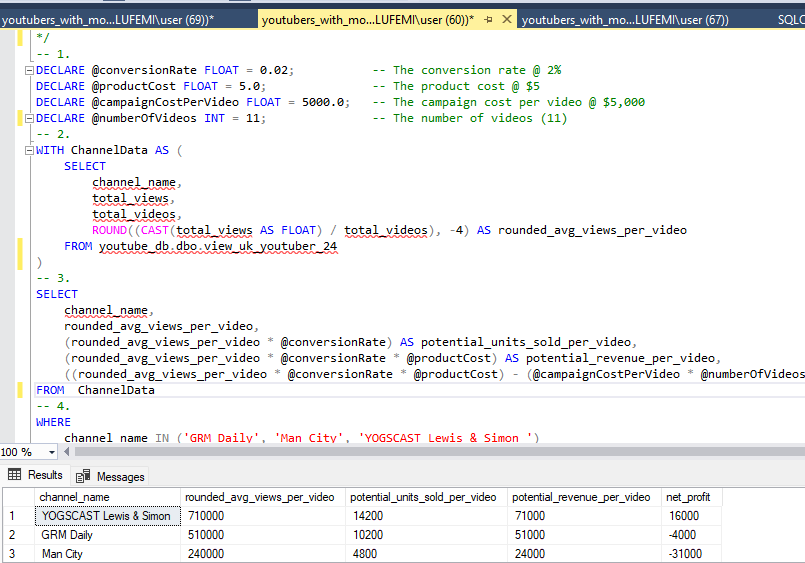 youtubers_with_mo...LUFEMI\user (69))* youtubers_with_mo...LUFEMI\user (60))* youtubers_with_mo...LUFEMI\user (67)) SQLQ
*/
-- 1.
DECLARE @conversionRate FLOAT = 0.02; -- The conversion rate @ 2%
DECLARE @productCost FLOAT = 5.0; -- The product cost @ $5
DECLARE @campaignCostPerVideo FLOAT = 5000.0; -- The campaign cost per video @ $5,000
DECLARE @numberOfVideos INT = 11; -- The number of videos (11)
-- 2.
WITH ChannelData AS (
SELECT
channel_name,
total_views,
total_videos,
ROUND((CAST(total_views AS FLOAT) / total_videos), -4) AS rounded_avg_views_per_video
FROM youtube_db.dbo.view_uk_youtuber_24
)
-- 3.
SELECT
channel_name,
rounded_avg_views_per_video,
(rounded_avg_views_per_video * @conversionRate) AS potential_units_sold_per_video,
(rounded_avg_views_per_video * @conversionRate * @productCost) AS potential_revenue_per_video,
((rounded_avg_views_per_video * @conversionRate * @productCost) - (@campaignCostPerVideo * @numberOfVideos
FROM ChannelData
-- 4.
WHERE
channel_name IN ('GRM Daily', 'Man City', 'YOGSCAST Lewis & Simon ')
100 %
Results Messages
channel_name rounded_avg_views_per_video potential_units_sold_per_video potential_revenue_per_video net_profit
1 YOGSCAST Lewis & Simon 710000 14200 71000 16000
2 GRM Daily 510000 10200 51000 -4000
3 Man City 240000 4800 24000 -31000